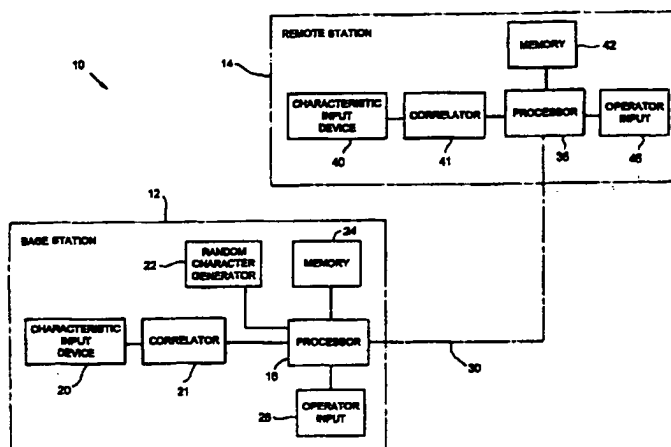 REMOTE STATION
MEMORY
42
10
14
CHARACTERISTIC
INPUT
DEVICE
CORRELATOR
PROCESSOR
OPERATOR
INPUT
40
41
36
46
12
BASE STATION
24
22
RANDOM
CHARACTER
GENERATOR
MEMORY
CHARACTERISTIC
INPUT
DEVICE
CORRELATOR
PROCESSOR
20
21
16
30
28
OPERATOR
INPUT